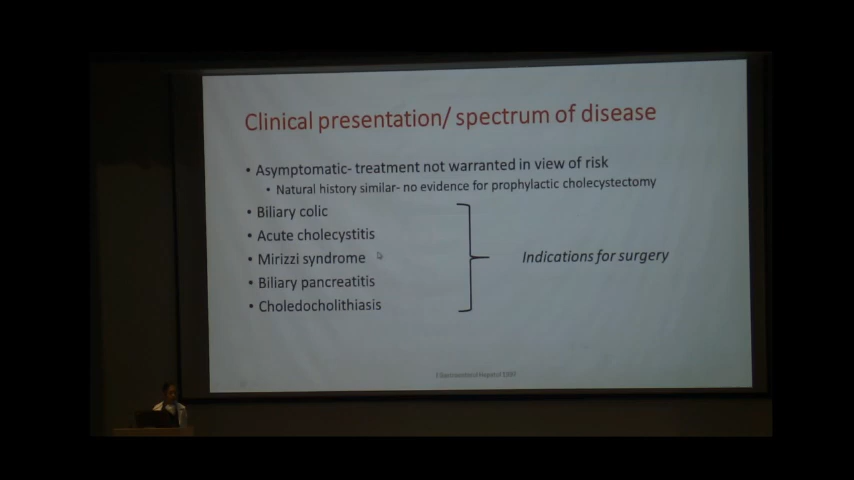 Clinical presentation/ spectrum of disease
• Asymptomatic- treatment not warranted in view of risk
• Natural history similar- no evidence for prophylactic cholecystectomy
• Biliary colic
• Acute cholecystitis
• Mirizzi syndrome
• Biliary pancreatitis
• Choledocholithiasis
Indications for surgery